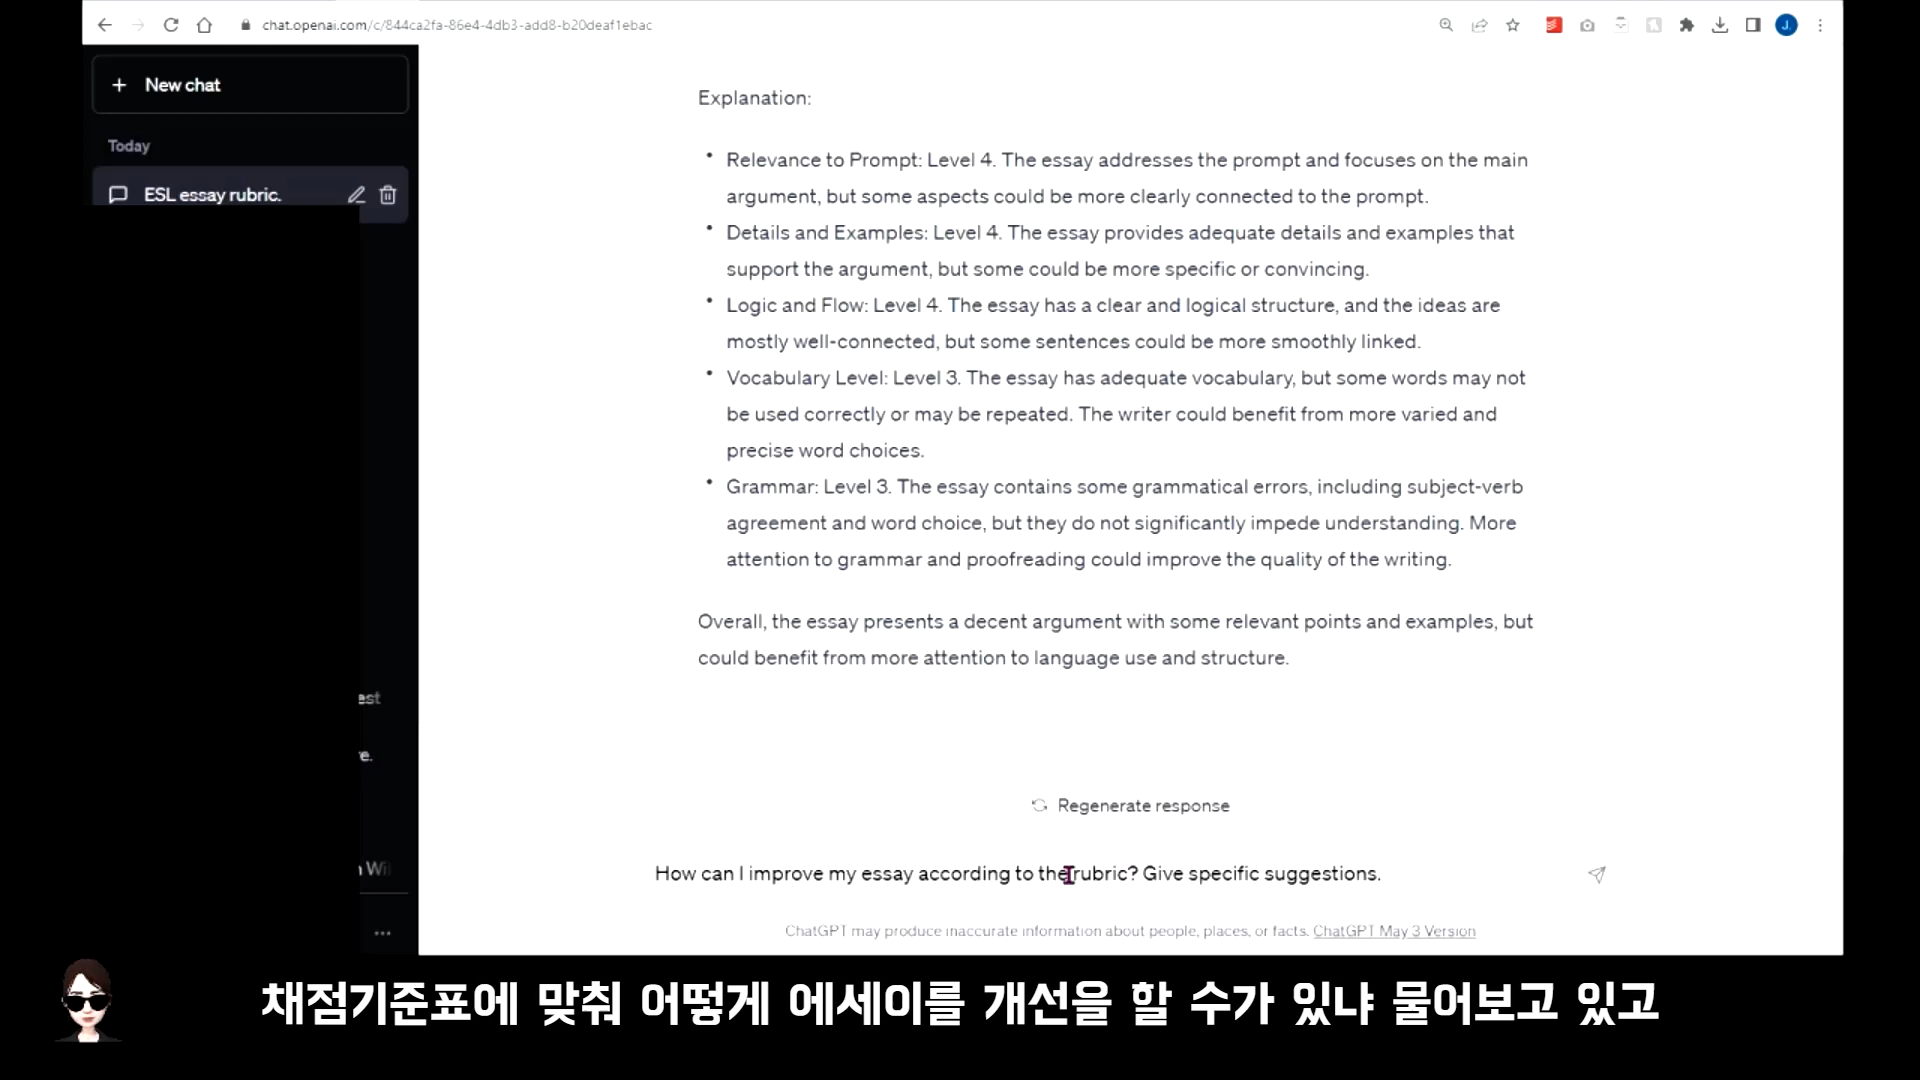 chat.openai.com/c/844ca2fa-86e4-4db3-add8-b20deaf1ebac
J.
+ New chat
Today
ESL essay rubric.
Explanation:
• Relevance to Prompt: Level 4. The essay addresses the prompt and focuses on the main
argument, but some aspects could be more clearly connected to the prompt.
• Details and Examples: Level 4. The essay provides adequate details and examples that
support the argument, but some could be more specific or convincing.
• Logic and Flow: Level 4. The essay has a clear and logical structure, and the ideas are
mostly well-connected, but some sentences could be more smoothly linked.
• Vocabulary Level: Level 3. The essay has adequate vocabulary, but some words may not
be used correctly or may be repeated. The writer could benefit from more varied and
precise word choices.
• Grammar: Level 3. The essay contains some grammatical errors, including subject-verb
agreement and word choice, but they do not significantly impede understanding. More
attention to grammar and proofreading could improve the quality of the writing.
Overall, the essay presents a decent argument with some relevant points and examples, but
could benefit from more attention to language use and structure.
Regenerate response
How can I improve my essay according to the rubric? Give specific suggestions.
ChatGPT may produce inaccurate information about people, places, or facts. ChatGPT May 3 Version
채점기준표에 맞춰 어떻게 에세이를 개선을 할 수가 있냐 물어보고 있고